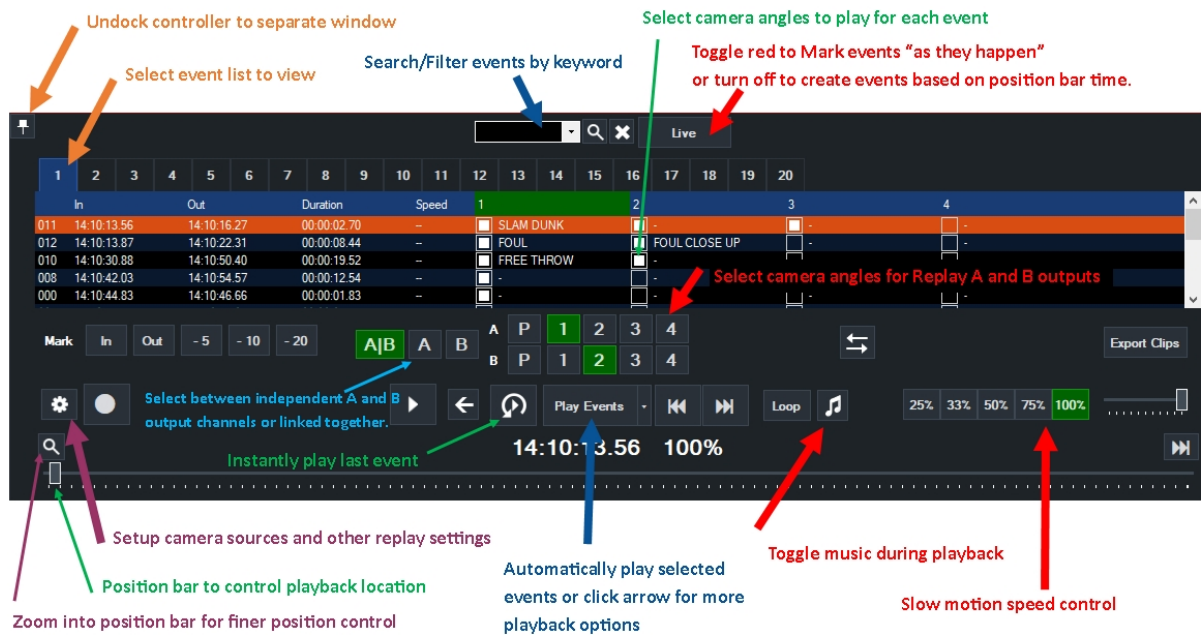 Undock controller to separate window
Select camera angles to play for each event
Select event list to view
Search/Filter events by keyword
Toggle red to Mark events “as they happen”
or turn off to create events based on position bar time.
Live
1 2 3 4 5 6 7 8 9 10 11 12 13 14 15 16 17 18 19 20
In Out Duration Speed 1 2 3 4
011 14:10:13.56 14:10:16.27 00:00:02.70 -- SLAM DUNK - - -
012 14:10:13.87 14:10:22.31 00:00:08.44 -- FOUL FOUL CLOSE UP - -
010 14:10:30.88 14:10:50.40 00:00:19.52 -- FREE THROW - - -
008 14:10:42.03 14:10:54.57 00:00:12.54 -- - -
000 14:10:44.83 14:10:46.66 00:00:01.83 -- - - - -
Select camera angles for Replay A and B outputs
Mark In Out - 5 - 10 - 20 A|B A B
A P 1 2 3 4
B P 1 2 3 4
Export Clips
Select between independent A and B
output channels or linked together.
Play Events Loop 25% 33% 50% 75% 100%
Instantly play last event
14:10:13.56 100%
Setup camera sources and other replay settings
Position bar to control playback location
Zoom into position bar for finer position control
Automatically play selected
events or click arrow for more
playback options
Toggle music during playback
Slow motion speed control